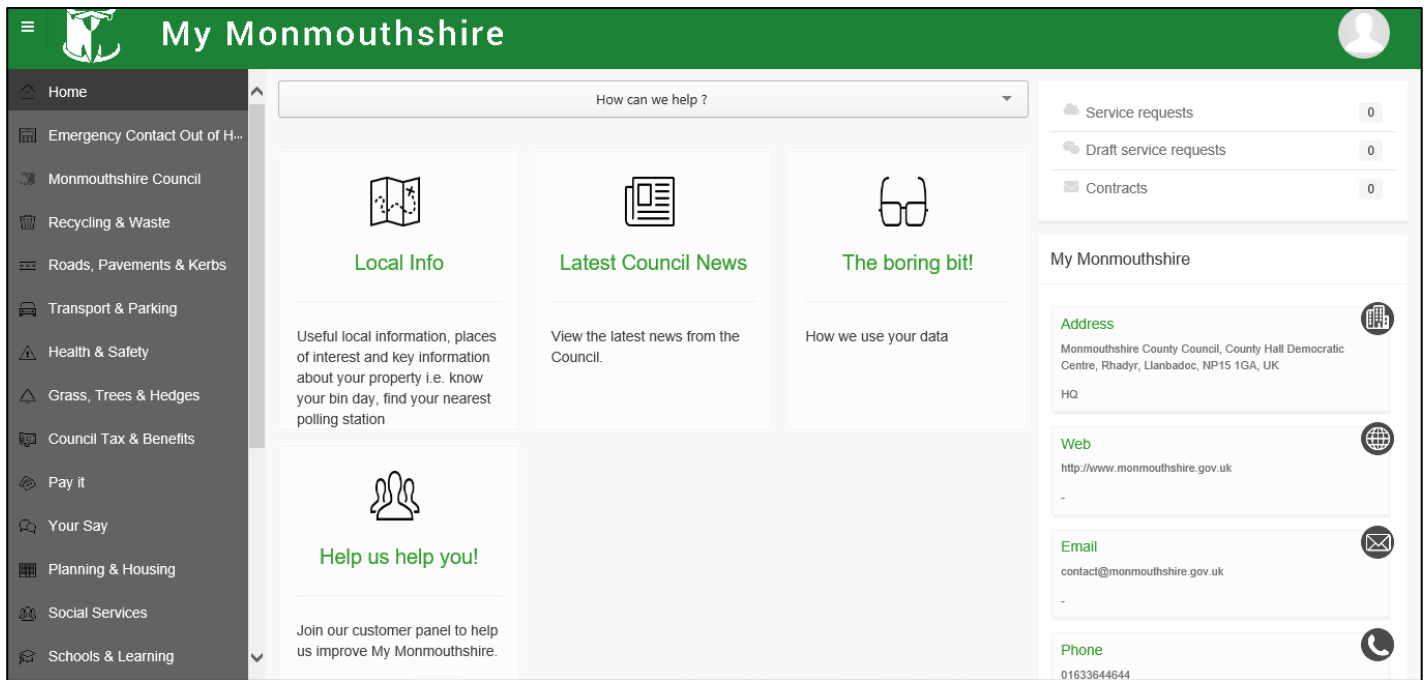 My Monmouthshire
Home
Emergency Contact Out of H...
Monmouthshire Council
Recycling & Waste
Roads, Pavements & Kerbs
Transport & Parking
Health & Safety
Grass, Trees & Hedges
Council Tax & Benefits
Pay it
Your Say
Planning & Housing
Social Services
Schools & Learning
How can we help ?
Local Info
Useful local information, places
of interest and key information
about your property i.e. know
your bin day, find your nearest
polling station
Latest Council News
View the latest news from the
Council.
The boring bit!
How we use your data
Help us help you!
Join our customer panel to help
us improve My Monmouthshire.
Service requests 0
Draft service requests 0
Contracts 0
My Monmouthshire
Address
Monmouthshire County Council, County Hall Democratic
Centre, Rhadyr, Llanbadoc, NP15 1GA, UK
HQ
Web
http://www.monmouthshire.gov.uk
-
Email
contact@monmouthshire.gov.uk
-
Phone
01633644644